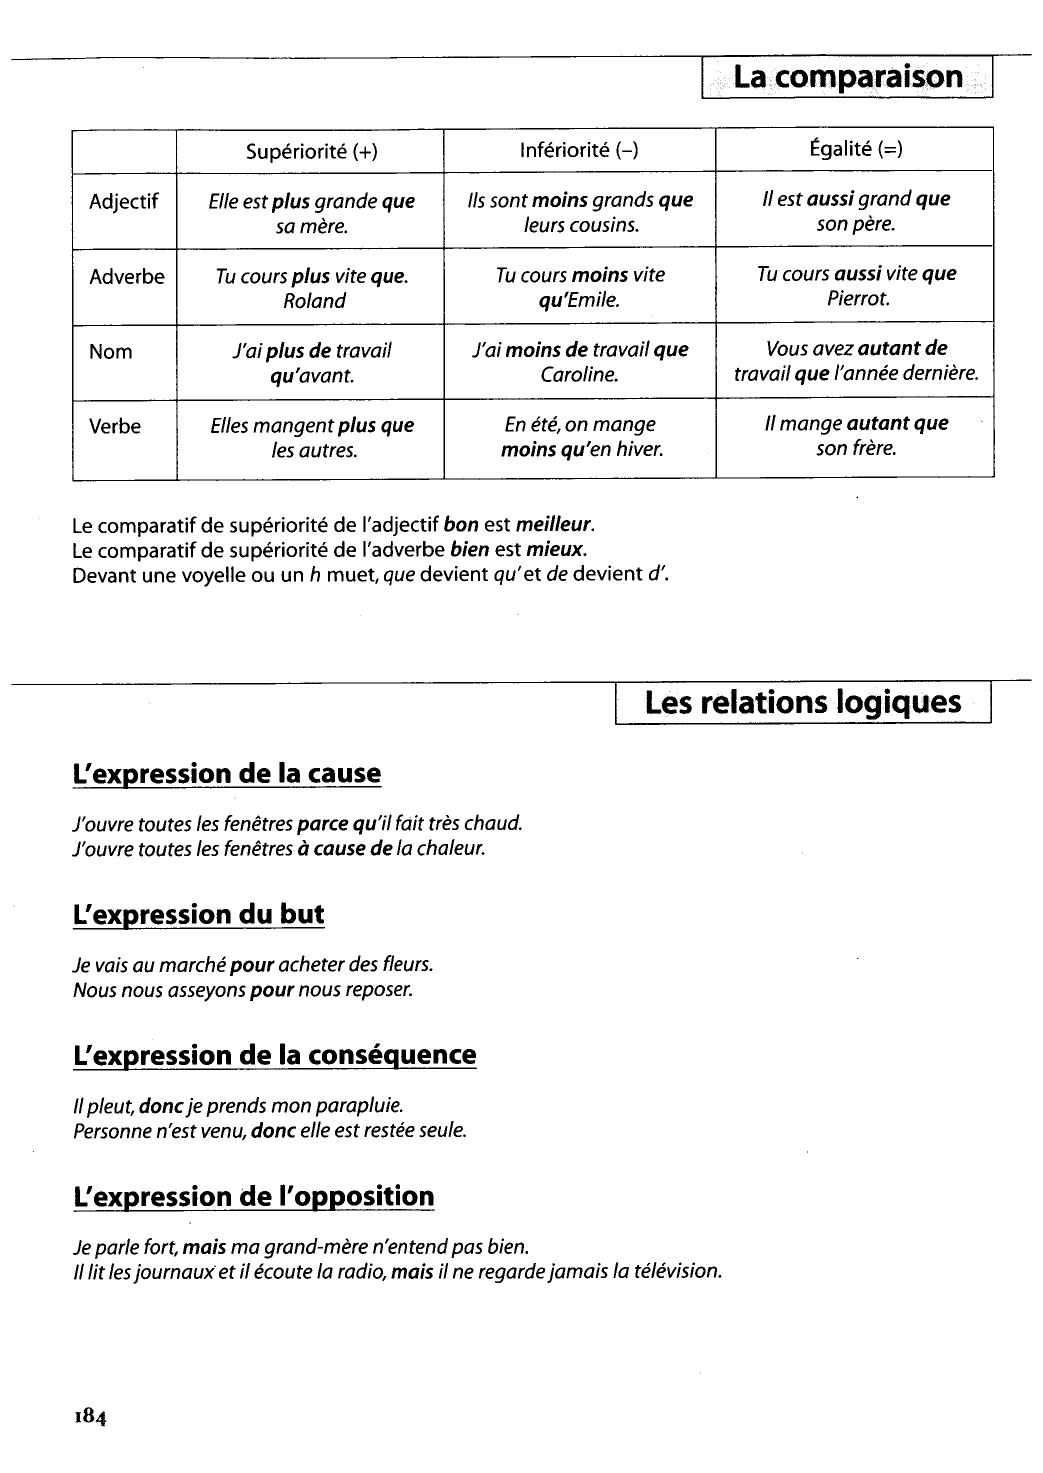 La comparaison
Supériorité (+) Infériorité (–) Égalité (=)
Adjectif Elle est plus grande que Ils sont moins grands que Il est aussi grand que
sa mère. leurs cousins. son père.
Adverbe Tu cours plus vite que. Tu cours moins vite Tu cours aussi vite que
Roland qu'Emile. Pierrot.
Nom J'ai plus de travail J'ai moins de travail que Vous avez autant de
qu'avant. Caroline. travail que l'année dernière.
Verbe Elles mangent plus que En été, on mange Il mange autant que
les autres. moins qu'en hiver. son frère.
Le comparatif de supériorité de l'adjectif bon est meilleur.
Le comparatif de supériorité de l'adverbe bien est mieux.
Devant une voyelle ou un h muet, que devient qu' et de devient d'.
Les relations logiques
L'expression de la cause
J'ouvre toutes les fenêtres parce qu'il fait très chaud.
J'ouvre toutes les fenêtres à cause de la chaleur.
L'expression du but
Je vais au marché pour acheter des fleurs.
Nous nous asseyons pour nous reposer.
L'expression de la conséquence
Il pleut, donc je prends mon parapluie.
Personne n'est venu, donc elle est restée seule.
L'expression de l'opposition
Je parle fort, mais ma grand-mère n'entend pas bien.
Il lit les journaux et il écoute la radio, mais il ne regarde jamais la télévision.
184